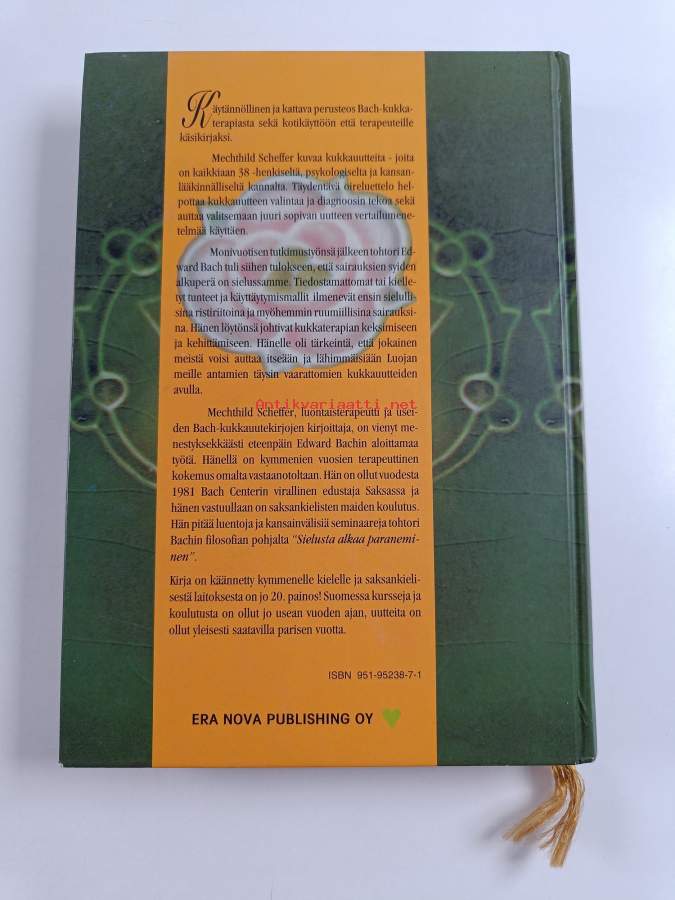 Käytännöllinen ja kattava perusteos Bach-kukka-
terapiasta sekä kotikäyttöön että terapeuteille
käsikirjaksi.
Mechthild Scheffer kuvaa kukkauutteita - joita
on kaikkiaan 38 -henkiseltä, psykologiselta ja kansan-
lääkinnälliseltä kannalta. Täydentävä oireluettelo hel-
pottaa kukkauutteen valintaa ja diagnoosin tekoa sekä
auttaa valitsemaan juuri sopivan uutteen vertailumene-
telmää käyttäen.
Monivuotisen tutkimustyönsä jälkeen tohtori Ed-
ward Bach tuli siihen tulokseen, että sairauksien syiden
alkuperä on sielussamme. Tiedostamattomat tai kielle-
tyt tunteet ja käyttäytymismallit ilmenevät ensin sielulli-
sina ristiriitoina ja myöhemmin ruumiillisina sairauksi-
na. Hänen löytönsä johtivat kukkaterapian keksimiseen
ja kehittämiseen. Hänelle oli tärkeintä, että jokainen
meistä voisi auttaa itseään ja lähimmäisiään Luojan
meille antamien täysin vaarattomien kukkauutteiden
avulla.
Antikvariaatti.net
Mechthild Scheffer, luontaisterapeutti ja usei-
den Bach-kukkauutekirjojen kirjoittaja, on vienyt me-
nestyksekkäästi eteenpäin Edward Bachin aloittamaa
työtä. Hänellä on kymmenien vuosien terapeuttinen
kokemus omalta vastaanotoltaan. Hän on ollut vuodesta
1981 Bach Centerin virallinen edustaja Saksassa ja
hänen vastuullaan on saksankielisten maiden koulutus.
Hän pitää luentoja ja kansainvälisiä seminaareja tohtori
Bachin filosofian pohjalta "Sielusta alkaa paranemi-
nen".
Kirja on käännetty kymmenelle kielelle ja saksankieli-
sestä laitoksesta on jo 20. painos! Suomessa kursseja ja
koulutusta on ollut jo usean vuoden ajan, uutteita on
ollut yleisesti saatavilla parisen vuotta.
ISBN 951-95238-7-1
ERA NOVA PUBLISHING OY